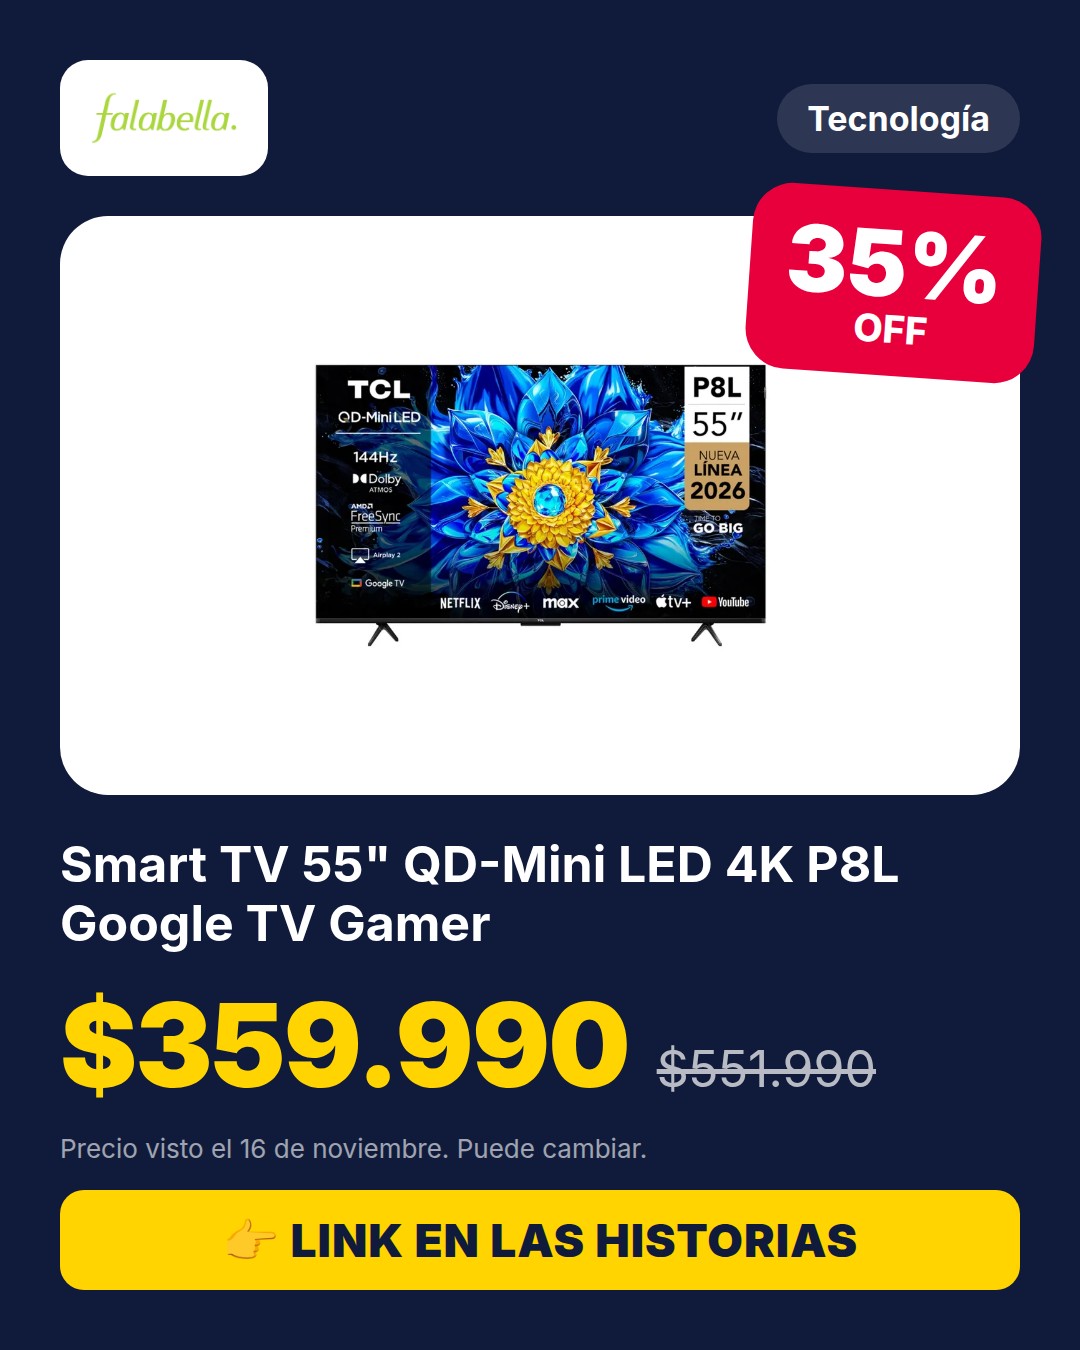 falabella.
Tecnología
35%
OFF
TCL
QD-Mini LED
144Hz
Dolby
ATMOS
AMD
FreeSync
Premium
Airplay 2
Google TV
P8L
55”
NUEVA
LÍNEA
2026
GO BIG
NETFLIX Disney+ max prime video tv+ YouTube
Smart TV 55" QD-Mini LED 4K P8L
Google TV Gamer
$359.990 $551.990
Precio visto el 16 de noviembre. Puede cambiar.
👉 LINK EN LAS HISTORIAS